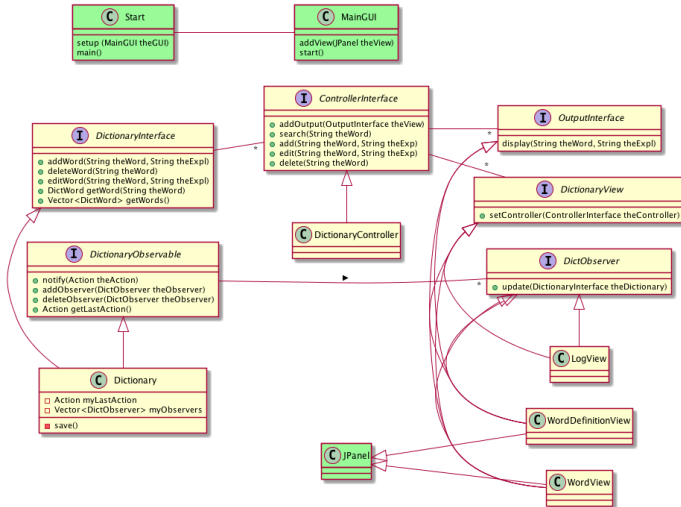 C Start
setup (MainGUI theGUI)
main()
C MainGUI
addView(JPanel theView)
start()
I ControllerInterface
addOutput(OutputInterface theView)
search(String theWord)
add(String theWord, String theExp)
edit(String theWord, String theExp)
delete(String theWord)
I OutputInterface
display(String theWord, String theExpl)
I DictionaryInterface
addWord(String theWord, String theExpl)
deleteWord(String theWord)
editWord(String theWord, String theExpl)
DictWord getWord(String theWord)
Vector<DictWord> getWords()
*
*
*
I DictionaryView
setController(ControllerInterface theController)
C DictionaryController
I DictionaryObservable
notify(Action theAction)
addObserver(DictObserver theObserver)
deleteObserver(DictObserver theObserver)
Action getLastAction()
I DictObserver
update(DictionaryInterface theDictionary)
*
C LogView
C Dictionary
Action myLastAction
Vector<DictObserver> myObservers
save()
C WordDefinitionView
C JPanel
C WordView